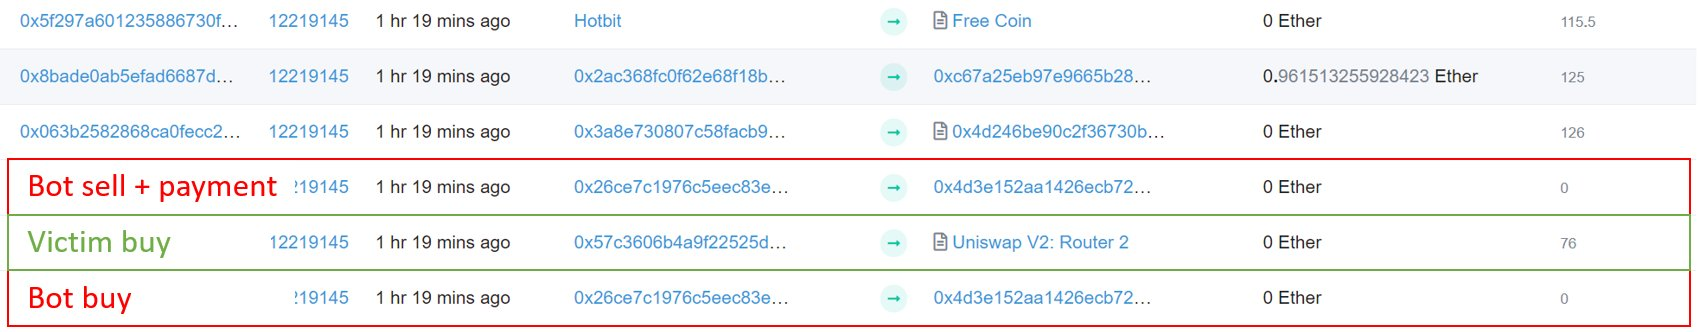 0x5f297a601235886730f... 12219145 1 hr 19 mins ago Hotbit → Free Coin 0 Ether 115.5
0x8bade0ab5efad6687d... 12219145 1 hr 19 mins ago 0x2ac368fc0f62e68f18b... → 0xc67a25eb97e9665b28... 0.961513255928423 Ether 125
0x063b2582868ca0fecc2... 12219145 1 hr 19 mins ago 0x3a8e730807c58facb9... → 0x4d246be90c2f36730b... 0 Ether 126
Bot sell + payment 219145 1 hr 19 mins ago 0x26ce7c1976c5eec83e... → 0x4d3e152aa1426ecb72... 0 Ether 0
Victim buy 12219145 1 hr 19 mins ago 0x57c3606b4a9f22525d... → Uniswap V2: Router 2 0 Ether 76
Bot buy 219145 1 hr 19 mins ago 0x26ce7c1976c5eec83e... → 0x4d3e152aa1426ecb72... 0 Ether 0